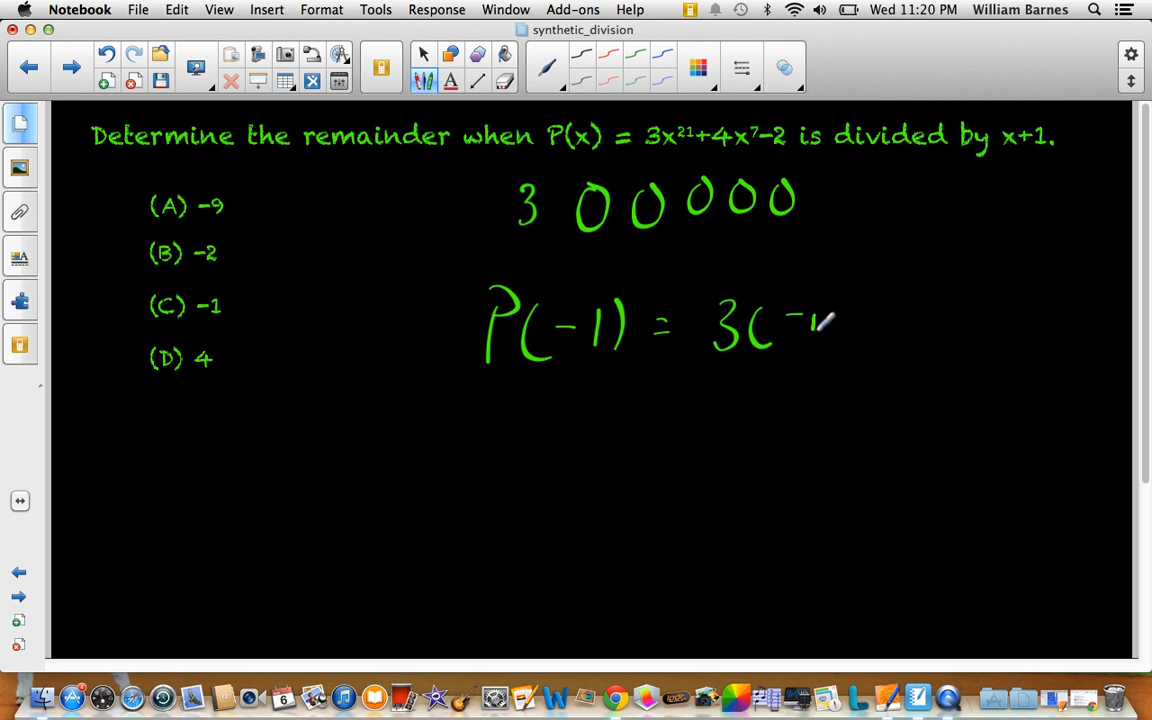 Notebook File Edit View Insert Format Tools Response Window Add-ons Help Wed 11:20 PM William Barnes
synthetic_division
Determine the remainder when P(x) = 3x²¹+4x⁷-2 is divided by x+1.
3 0 0 0 0 0
(A) -9
(B) -2
(C) -1
(D) 4
P(-1) = 3(-1